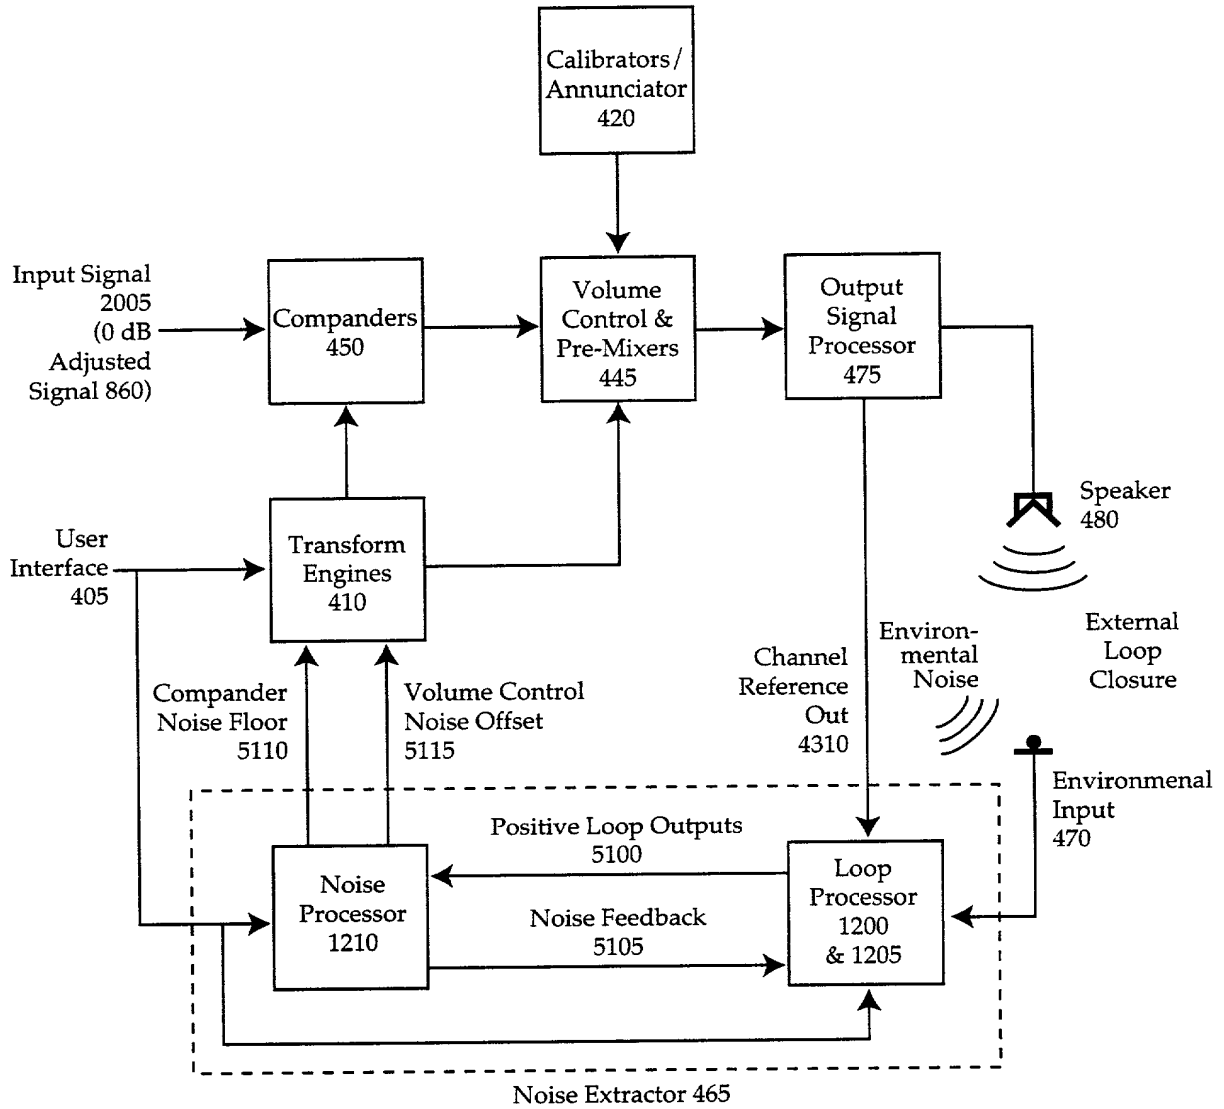 Calibrators/
Annunciator
420
Input Signal
2005
(0 dB
Adjusted
Signal 860)
Companders
450
Volume
Control &
Pre-Mixers
445
Output
Signal
Processor
475
Speaker
480
User
Interface
405
Transform
Engines
410
Environ-
mental
Noise
External
Loop
Closure
Channel
Reference
Out
4310
Compander
Noise Floor
5110
Volume Control
Noise Offset
5115
Environmenal
Input
470
Positive Loop Outputs
5100
Noise
Processor
1210
Noise Feedback
5105
Loop
Processor
1200
& 1205
Noise Extractor 465